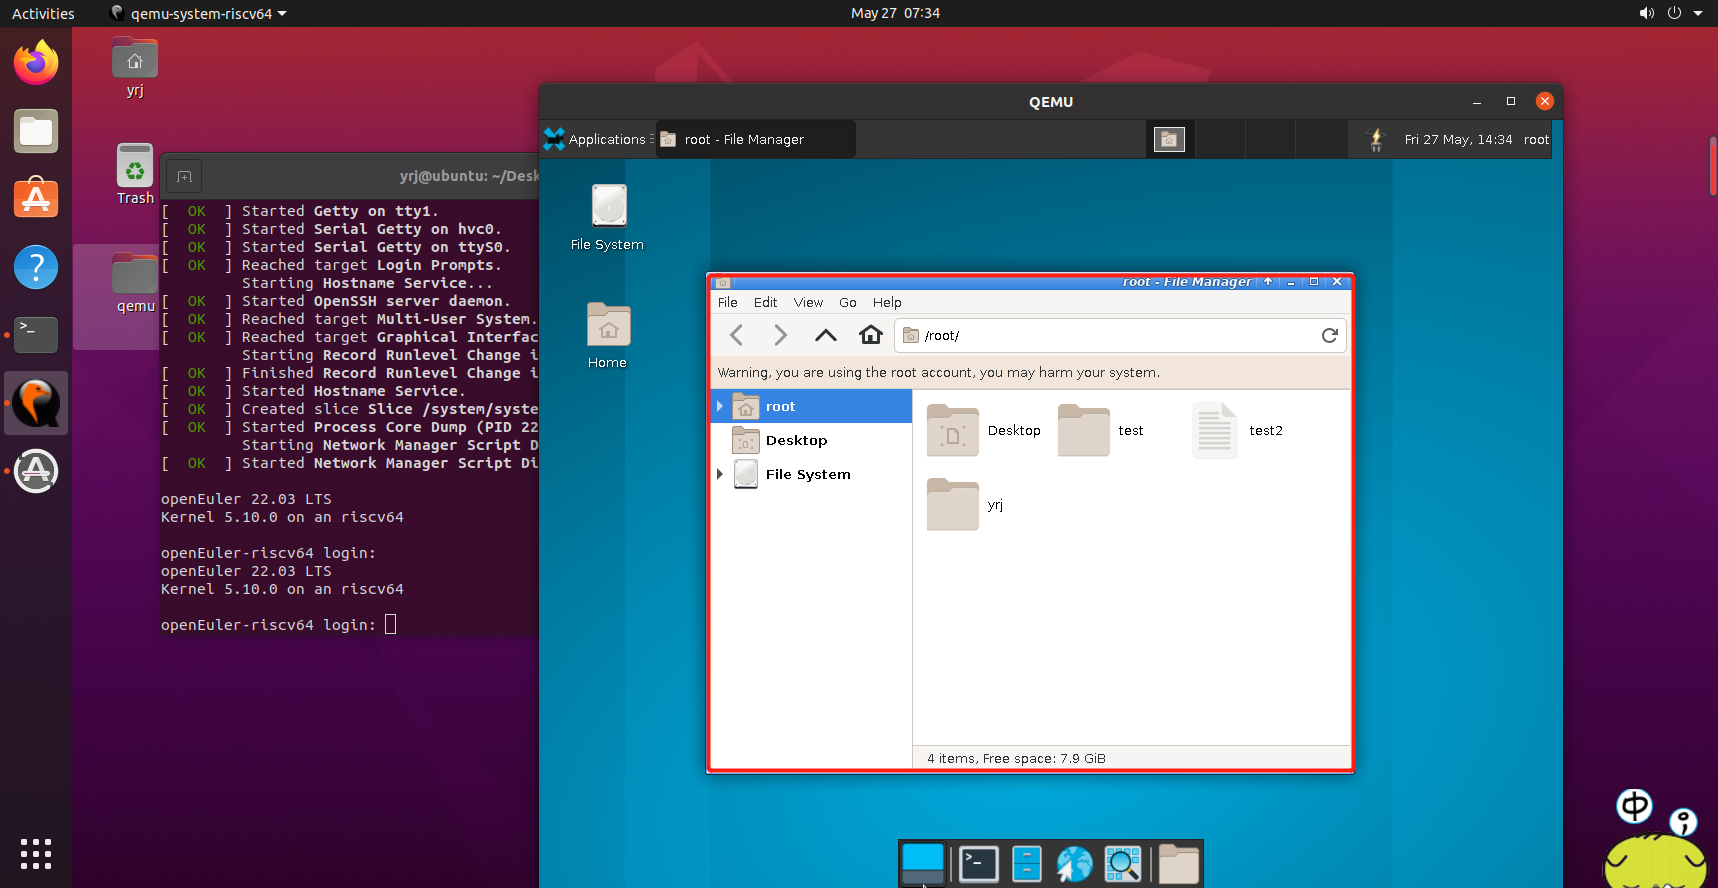 Activities
qemu-system-riscv64
May 27 07:34
yrj
Trash
qemu
yrj@ubuntu: ~/Desk
[ OK ] Started Getty on tty1.
[ OK ] Started Serial Getty on hvc0.
[ OK ] Started Serial Getty on ttyS0.
[ OK ] Reached target Login Prompts.
Starting Hostname Service...
[ OK ] Started OpenSSH server daemon.
[ OK ] Reached target Multi-User System.
[ OK ] Reached target Graphical Interfac
Starting Record Runlevel Change i
[ OK ] Finished Record Runlevel Change i
[ OK ] Started Hostname Service.
[ OK ] Created slice Slice /system/syste
[ OK ] Started Process Core Dump (PID 22
Starting Network Manager Script D
[ OK ] Started Network Manager Script Di
openEuler 22.03 LTS
Kernel 5.10.0 on an riscv64
openEuler-riscv64 login:
openEuler 22.03 LTS
Kernel 5.10.0 on an riscv64
openEuler-riscv64 login:
QEMU
Applications
root - File Manager
Fri 27 May, 14:34
root
File System
Home
root - File Manager
File Edit View Go Help
/root/
Warning, you are using the root account, you may harm your system.
root
Desktop
File System
Desktop
test
test2
yrj
4 items, Free space: 7.9 GiB
中
;